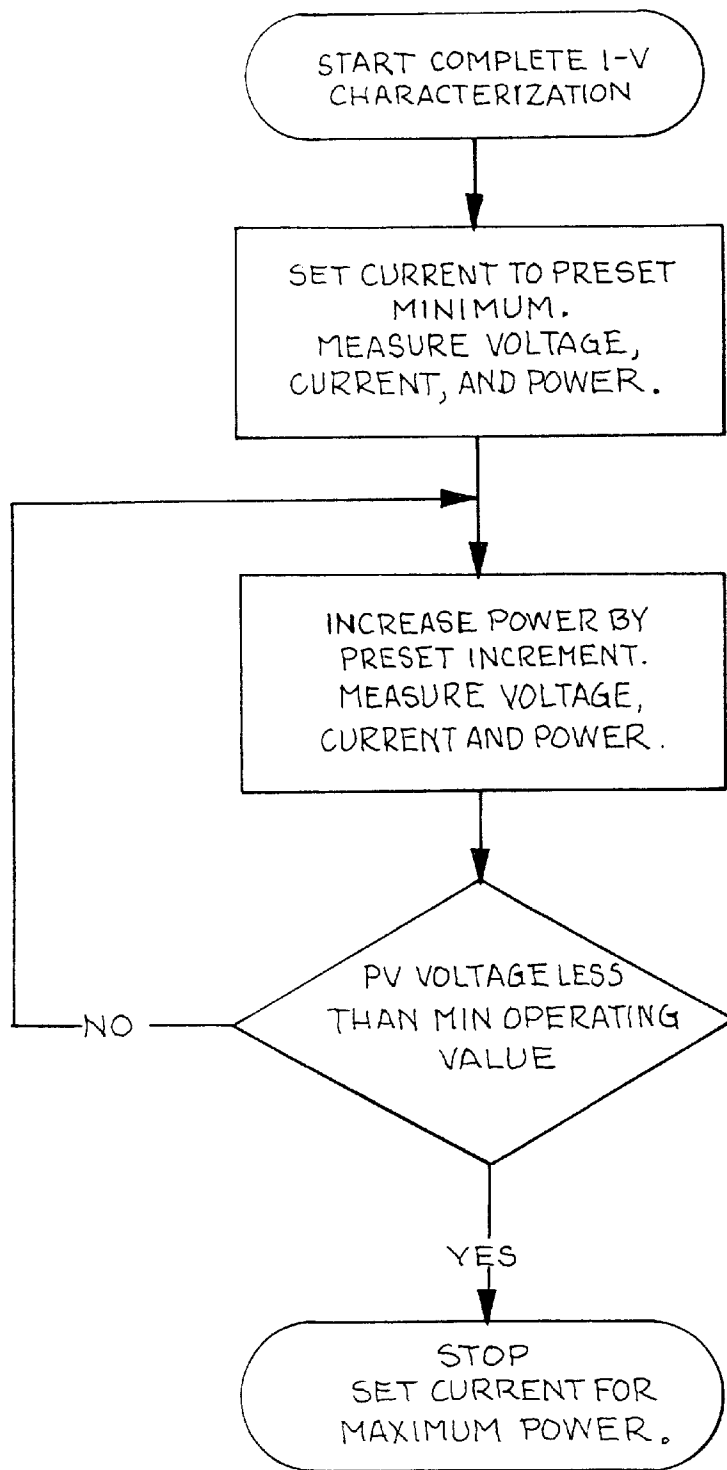 START COMPLETE I-V
CHARACTERIZATION
SET CURRENT TO PRESET
MINIMUM.
MEASURE VOLTAGE,
CURRENT, AND POWER.
INCREASE POWER BY
PRESET INCREMENT.
MEASURE VOLTAGE,
CURRENT AND POWER.
PV VOLTAGE LESS
THAN MIN OPERATING
VALUE
NO
YES
STOP
SET CURRENT FOR
MAXIMUM POWER.